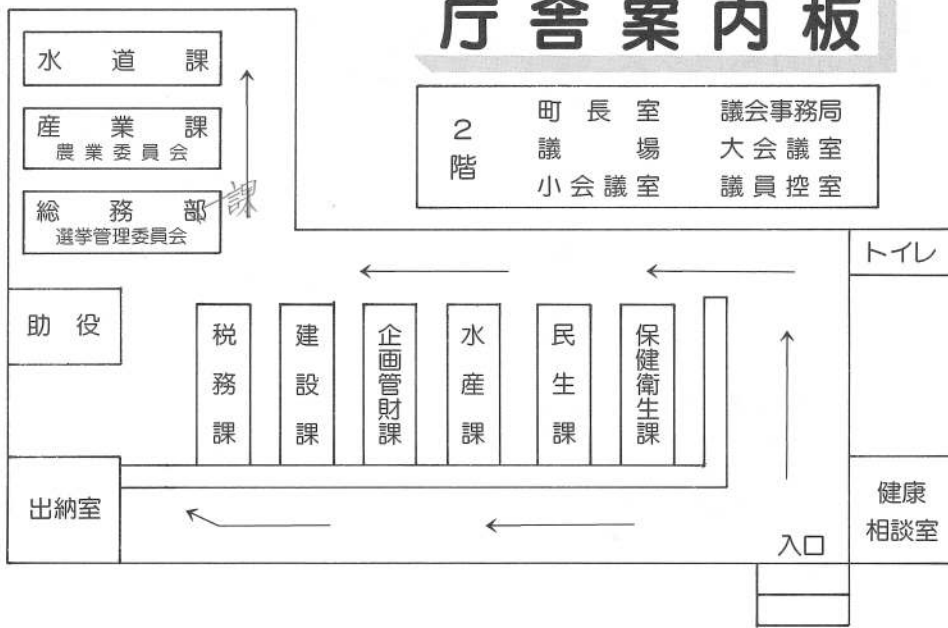 庁舎案内板
水道課
産業課
農業委員会
総務部
課
選挙管理委員会
2階
町長室 議会事務局
議場 大会議室
小会議室 議員控室
トイレ
助役
税務課
建設課
企画管財課
水産課
民生課
保健衛生課
出納室
入口
健康
相談室